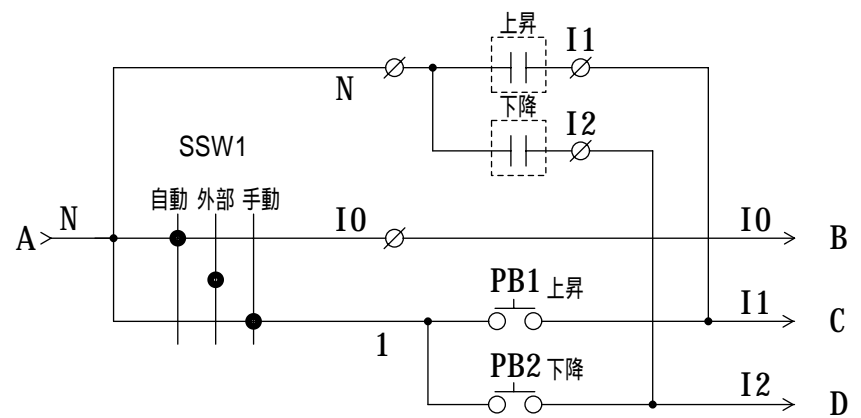 上昇
I1
N
下降
I2
SSW1
自動 外部 手動
A N I0 I0 B
PB1 上昇 I1 C
1
PB2 下降 I2 D